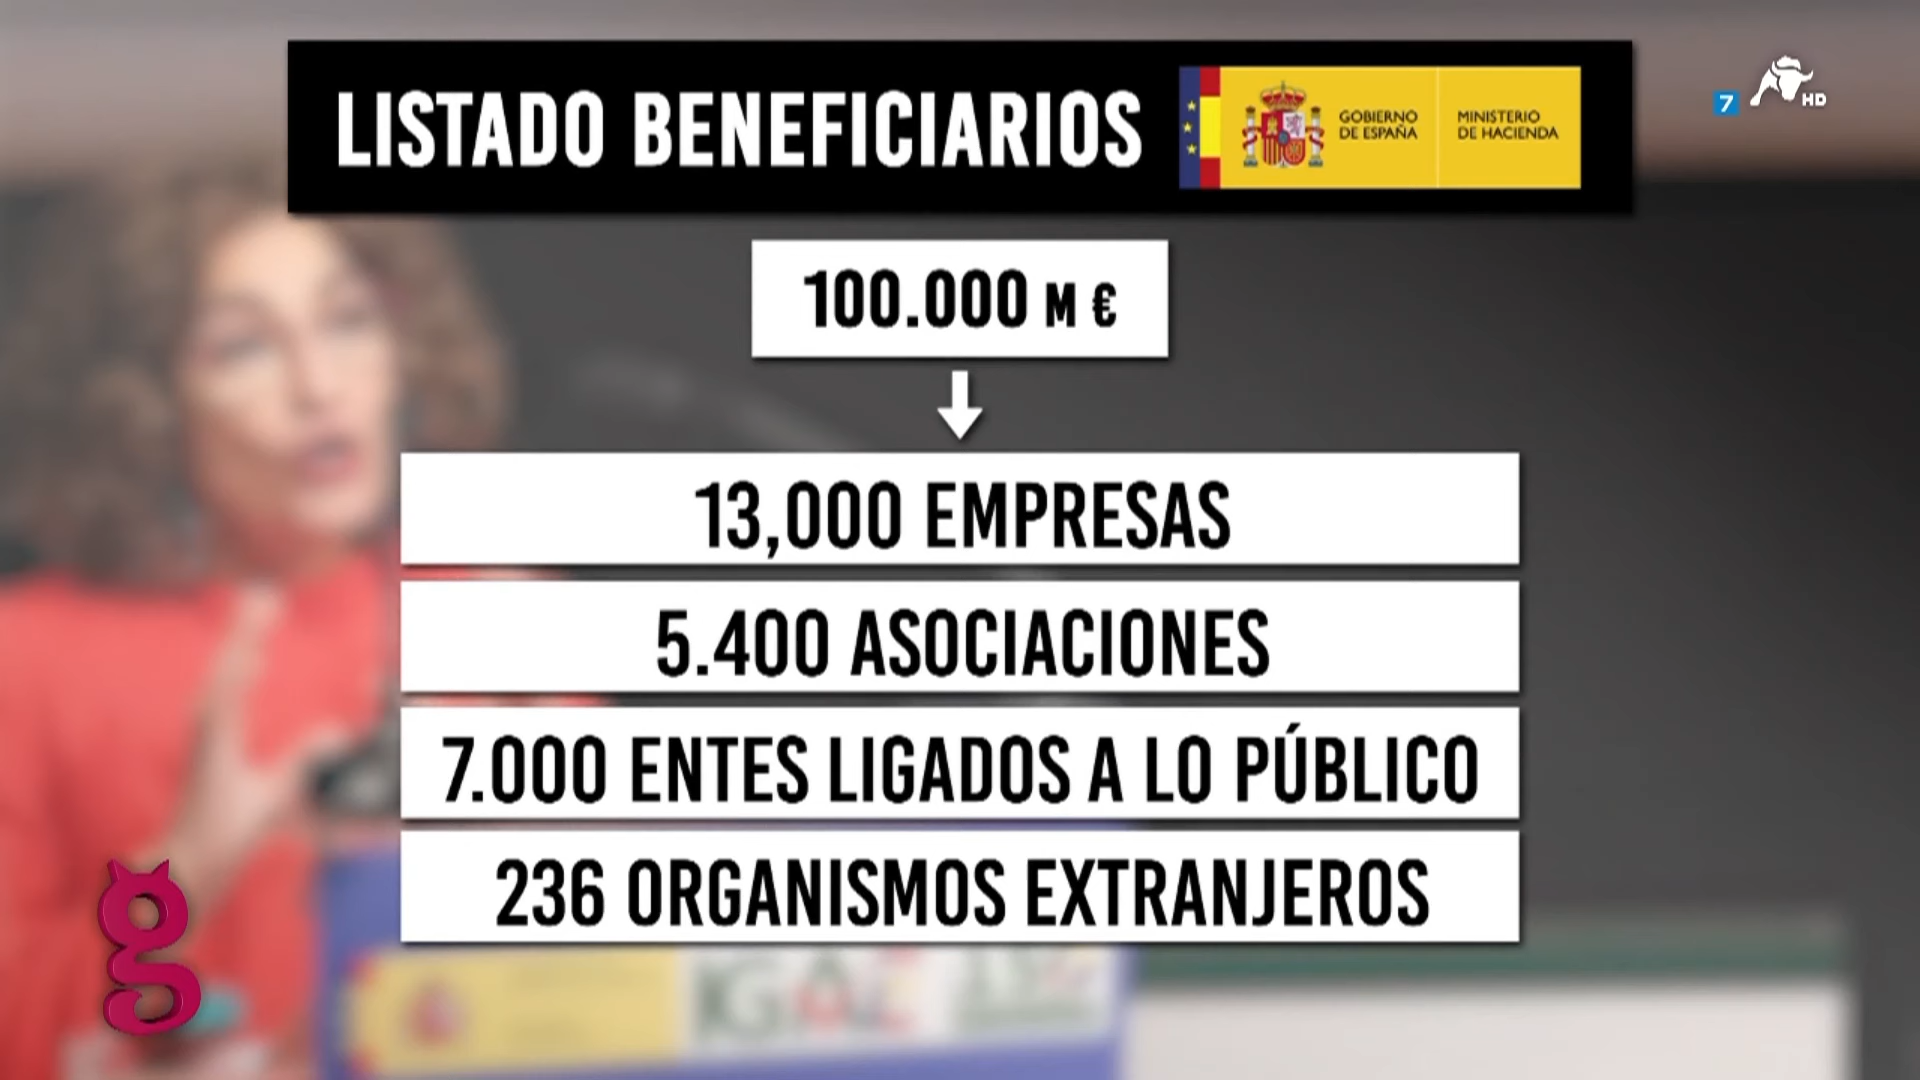 LISTADO BENEFICIARIOS
GOBIERNO
DE ESPAÑA
MINISTERIO
DE HACIENDA
7
HD
100.000 M €
13,000 EMPRESAS
5.400 ASOCIACIONES
7.000 ENTES LIGADOS A LO PÚBLICO
236 ORGANISMOS EXTRANJEROS
g